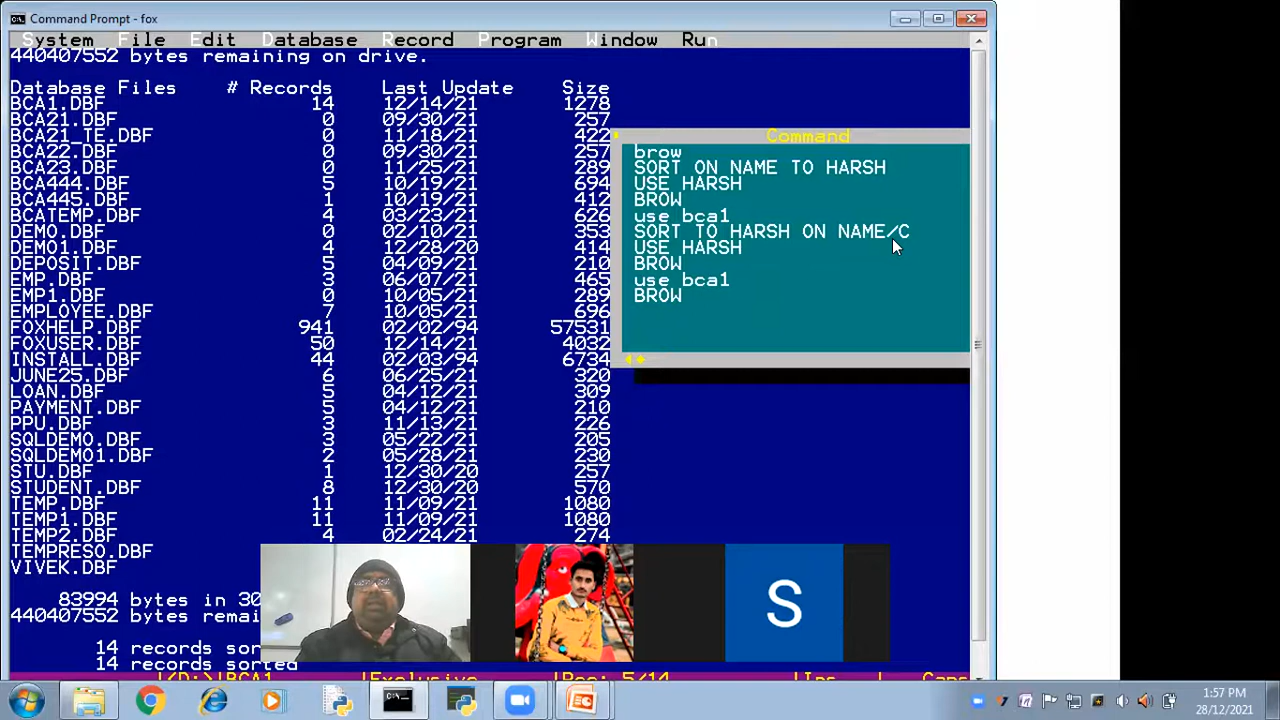 Command Prompt - fox
System File Edit Database Record Program Window Run
440407552 bytes remaining on drive.
Database Files # Records Last Update Size
BCA1.DBF 14 12/14/21 1278
BCA21.DBF 0 09/30/21 257
BCA21_TE.DBF 0 11/18/21 422
BCA22.DBF 0 09/30/21 257
BCA23.DBF 0 11/25/21 289
BCA444.DBF 5 10/19/21 694
BCA445.DBF 1 10/19/21 412
BCATEMP.DBF 4 03/23/21 626
DEMO.DBF 0 02/10/21 353
DEMO1.DBF 4 12/28/20 414
DEPOSIT.DBF 5 04/09/21 210
EMP.DBF 3 06/07/21 465
EMP1.DBF 0 10/05/21 289
EMPLOYEE.DBF 7 10/05/21 696
FOXHELP.DBF 941 02/02/94 57531
FOXUSER.DBF 50 12/14/21 4032
INSTALL.DBF 44 02/03/94 6734
JUNE25.DBF 6 06/25/21 320
LOAN.DBF 5 04/12/21 309
PAYMENT.DBF 5 04/12/21 210
PPU.DBF 3 11/13/21 226
SQLDEMO.DBF 3 05/22/21 205
SQLDEMO1.DBF 2 05/28/21 230
STU.DBF 1 12/30/20 257
STUDENT.DBF 8 12/30/20 570
TEMP.DBF 11 11/09/21 1080
TEMP1.DBF 11 11/09/21 1080
TEMP2.DBF 4 02/24/21 274
TEMPRESO.DBF
VIVEK.DBF
83994 bytes in 30
440407552 bytes remai
14 records sorted
14 records sorted
Command
brow
SORT ON NAME TO HARSH
USE HARSH
BROW
use bca1
SORT TO HARSH ON NAME/C
USE HARSH
BROW
use bca1
BROW
S
Exclusive Rec: 5/14 Ins Caps
1:57 PM
28/12/2021